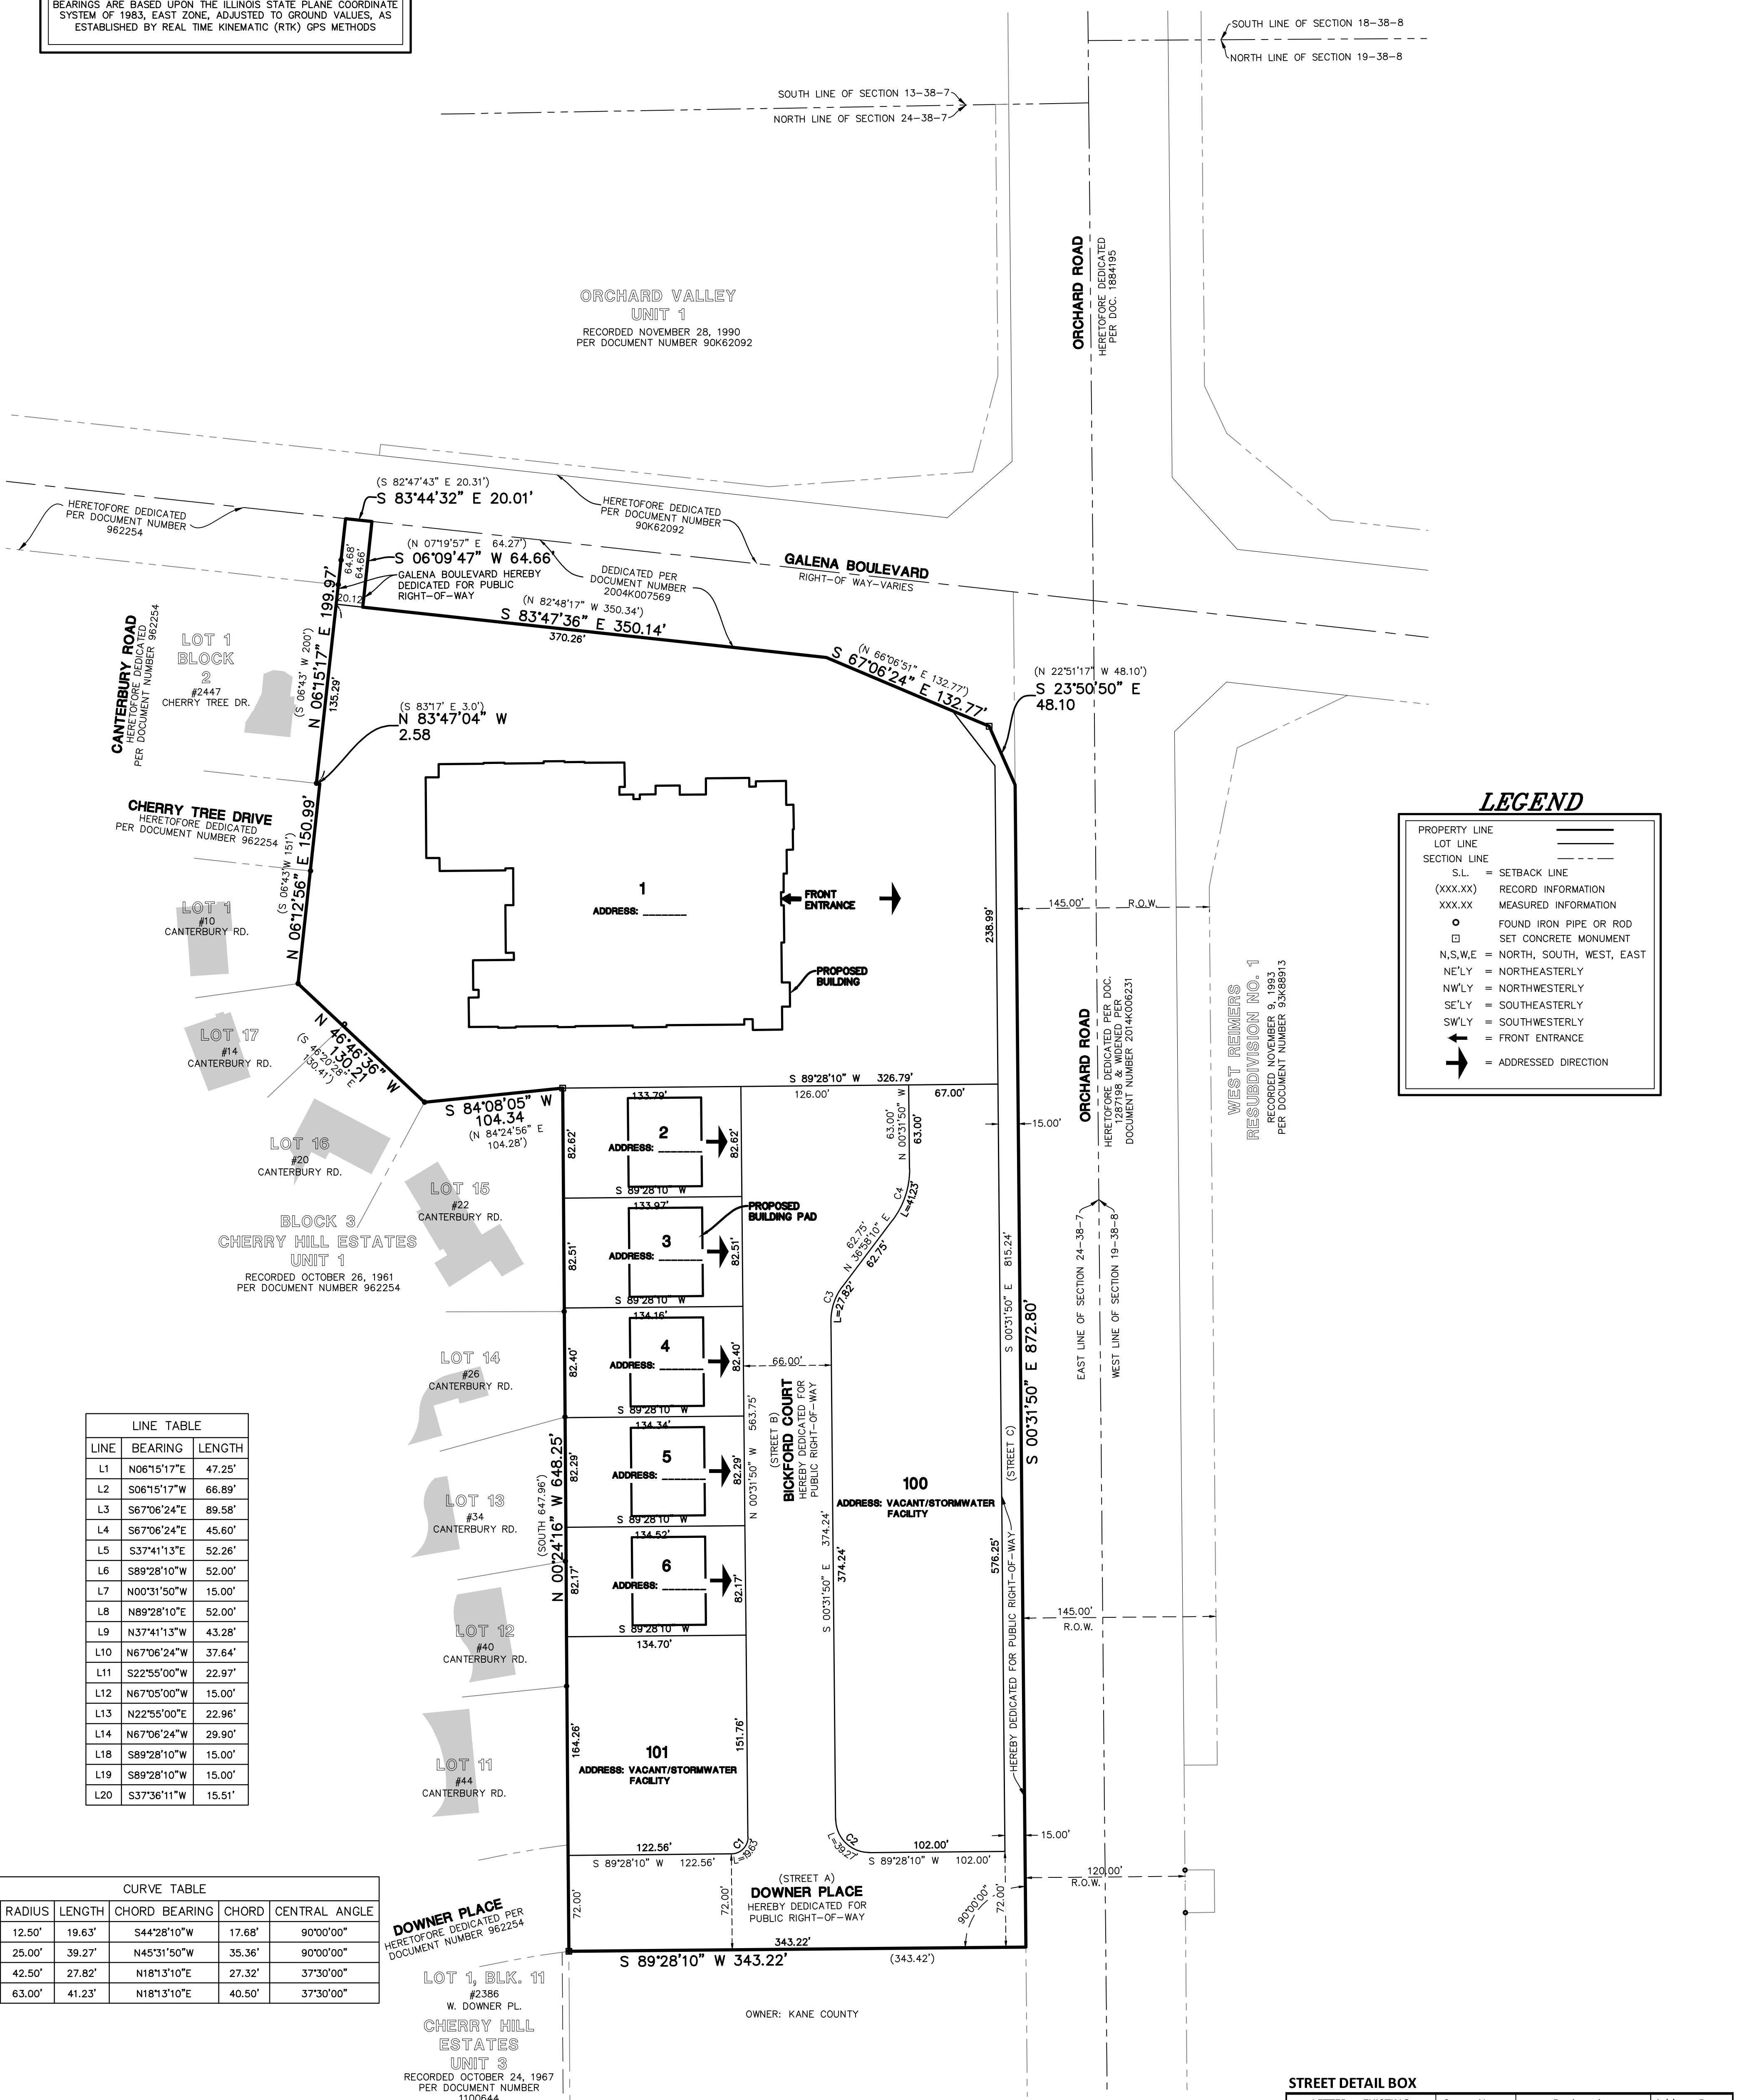 BEARINGS ARE BASED UPON THE ILLINOIS STATE PLANE COORDINATE
SYSTEM OF 1983, EAST ZONE, ADJUSTED TO GROUND VALUES, AS
ESTABLISHED BY REAL TIME KINEMATIC (RTK) GPS METHODS
SOUTH LINE OF SECTION 18-38-8
NORTH LINE OF SECTION 19-38-8
SOUTH LINE OF SECTION 13-38-7
NORTH LINE OF SECTION 24-38-7
ORCHARD ROAD
HERETOFORE DEDICATED
PER DOC. 1884195
ORCHARD VALLEY
UNIT 1
RECORDED NOVEMBER 28, 1990
PER DOCUMENT NUMBER 90K62092
(S 82°47'43" E 20.31')
S 83°44'32" E 20.01'
HERETOFORE DEDICATED
PER DOCUMENT NUMBER
962254
HERETOFORE DEDICATED
PER DOCUMENT NUMBER
90K62092
(N 07°19'57" E 64.27')
S 06°09'47" W 64.66'
64.68'
64.66'
GALENA BOULEVARD HEREBY
DEDICATED FOR PUBLIC
RIGHT-OF-WAY
20.12
DEDICATED PER
DOCUMENT NUMBER
2004K007569
GALENA BOULEVARD
RIGHT-OF WAY-VARIES
(N 82°48'17" W 350.34')
S 83°47'36" E 350.14'
370.26'
(N 66°06'51" E 132.77')
S 67°06'24" E 132.77'
(N 22°51'17" W 48.10')
S 23°50'50" E
48.10
N 06°15'17" E 199.97'
(S 06°43' W 200')
135.29'
CANTERBURY ROAD
HERETOFORE DEDICATED
PER DOCUMENT NUMBER 962254
LOT 1
BLOCK
2
#2447
CHERRY TREE DR.
(S 83°17' E 3.0')
N 83°47'04" W
2.58
CHERRY TREE DRIVE
HERETOFORE DEDICATED
PER DOCUMENT NUMBER 962254
N 06°12'56" E 150.99'
(S 06°43'W 151')
LOT 1
#10
CANTERBURY RD.
1
ADDRESS: _______
FRONT
ENTRANCE
PROPOSED
BUILDING
238.99'
145.00' R.O.W.
LEGEND
PROPERTY LINE
LOT LINE
SECTION LINE
S.L. = SETBACK LINE
(XXX.XX) RECORD INFORMATION
XXX.XX MEASURED INFORMATION
FOUND IRON PIPE OR ROD
SET CONCRETE MONUMENT
N,S,W,E = NORTH, SOUTH, WEST, EAST
NE'LY = NORTHEASTERLY
NW'LY = NORTHWESTERLY
SE'LY = SOUTHEASTERLY
SW'LY = SOUTHWESTERLY
= FRONT ENTRANCE
= ADDRESSED DIRECTION
LOT 17
#14
CANTERBURY RD.
N 46°46'36" W
130.21
(S 46°20'28" E
130.41')
ORCHARD ROAD
HERETOFORE DEDICATED PER DOC.
1287198 & WIDENED PER
DOCUMENT NUMBER 2014K006231
WEST REIMERS
RESUBDIVISION NO. 1
RECORDED NOVEMBER 9, 1993
PER DOCUMENT NUMBER 93K88913
S 84°08'05" W
104.34
(N 84°24'56" E
104.28')
S 89°28'10" W 326.79'
133.79'
126.00'
67.00'
63.00'
N 00°31'50" W
63.00'
15.00'
LOT 16
#20
CANTERBURY RD.
82.62'
2
ADDRESS: _______
82.62'
S 89°28'10" W
133.97'
PROPOSED
BUILDING PAD
LOT 15
#22
CANTERBURY RD.
C4
L=41.23'
62.75'
N 36°58'10" E
62.75'
C3
L=27.82'
BLOCK 3
CHERRY HILL ESTATES
UNIT 1
RECORDED OCTOBER 26, 1961
PER DOCUMENT NUMBER 962254
82.51'
3
ADDRESS: _______
82.51'
S 89°28'10" W
134.16'
S 00°31'50" E 815.24'
S 00°31'50" E 872.80'
EAST LINE OF SECTION 24-38-7
WEST LINE OF SECTION 19-38-8
LOT 14
#26
CANTERBURY RD.
82.40'
4
ADDRESS: _______
82.40'
S 89°28'10" W
134.34'
66.00'
N 00°31'50" W 563.75'
(STREET B)
BICKFORD COURT
HEREBY DEDICATED FOR
PUBLIC RIGHT-OF-WAY
N 00°24'16" W 648.25'
(SOUTH 647.96')
82.29'
5
ADDRESS: _______
82.29'
S 89°28'10" W
134.52'
LOT 13
#34
CANTERBURY RD.
100
ADDRESS: VACANT/STORMWATER
FACILITY
S 00°31'50" E 374.24'
374.24'
576.25'
(STREET C)
HEREBY DEDICATED FOR PUBLIC RIGHT-OF-WAY
82.17'
6
ADDRESS: _______
82.17'
S 89°28'10" W
134.70'
LOT 12
#40
CANTERBURY RD.
145.00'
R.O.W.
LINE TABLE
LINE BEARING LENGTH
L1 N06°15'17"E 47.25'
L2 S06°15'17"W 66.89'
L3 S67°06'24"E 89.58'
L4 S67°06'24"E 45.60'
L5 S37°41'13"E 52.26'
L6 S89°28'10"W 52.00'
L7 N00°31'50"W 15.00'
L8 N89°28'10"E 52.00'
L9 N37°41'13"W 43.28'
L10 N67°06'24"W 37.64'
L11 S22°55'00"W 22.97'
L12 N67°05'00"W 15.00'
L13 N22°55'00"E 22.96'
L14 N67°06'24"W 29.90'
L18 S89°28'10"W 15.00'
L19 S89°28'10"W 15.00'
L20 S37°36'11"W 15.51'
LOT 11
#44
CANTERBURY RD.
164.26'
101
ADDRESS: VACANT/STORMWATER
FACILITY
151.76'
122.56'
S 89°28'10" W 122.56'
C1
L=19.63'
C2
L=39.27'
102.00'
S 89°28'10" W 102.00'
15.00'
120.00'
R.O.W.
(STREET A)
DOWNER PLACE
HEREBY DEDICATED FOR
PUBLIC RIGHT-OF-WAY
72.00'
72.00'
72.00'
90°00'00"
343.22'
S 89°28'10" W 343.22'
(343.42')
CURVE TABLE
RADIUS LENGTH CHORD BEARING CHORD CENTRAL ANGLE
12.50' 19.63' S44°28'10"W 17.68' 90°00'00"
25.00' 39.27' N45°31'50"W 35.36' 90°00'00"
42.50' 27.82' N18°13'10"E 27.32' 37°30'00"
63.00' 41.23' N18°13'10"E 40.50' 37°30'00"
DOWNER PLACE
HERETOFORE DEDICATED PER
DOCUMENT NUMBER 962254
LOT 1, BLK. 11
#2386
W. DOWNER PL.
CHERRY HILL
ESTATES
UNIT 3
RECORDED OCTOBER 24, 1967
PER DOCUMENT NUMBER
1100644
OWNER: KANE COUNTY
STREET DETAIL BOX